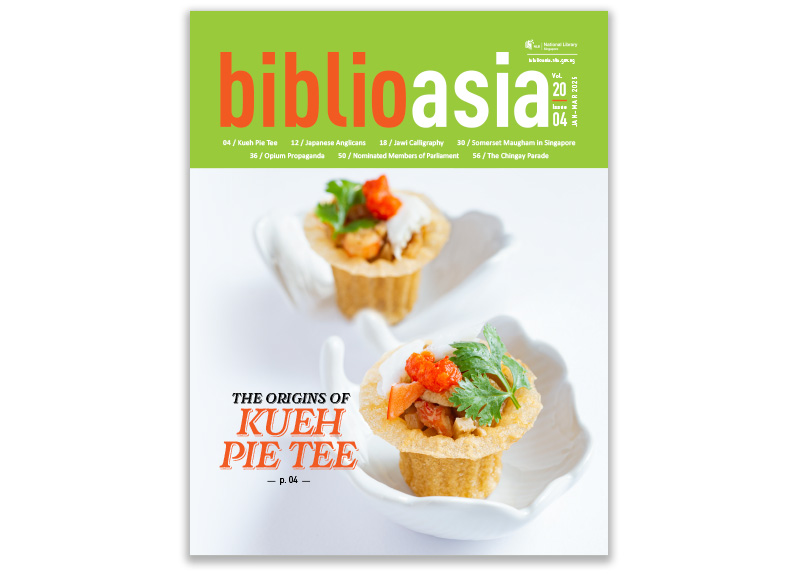 National Library
Singapore
biblioasia.nlb.gov.sg
biblioasia
Vol.
20
Issue
04
JAN–MAR 2025
04 / Kueh Pie Tee 12 / Japanese Anglicans 18 / Jawi Calligraphy 30 / Somerset Maugham in Singapore
36 / Opium Propaganda 50 / Nominated Members of Parliament 56 / The Chingay Parade
THE ORIGINS OF
KUEH
PIE TEE
— p. 04 —